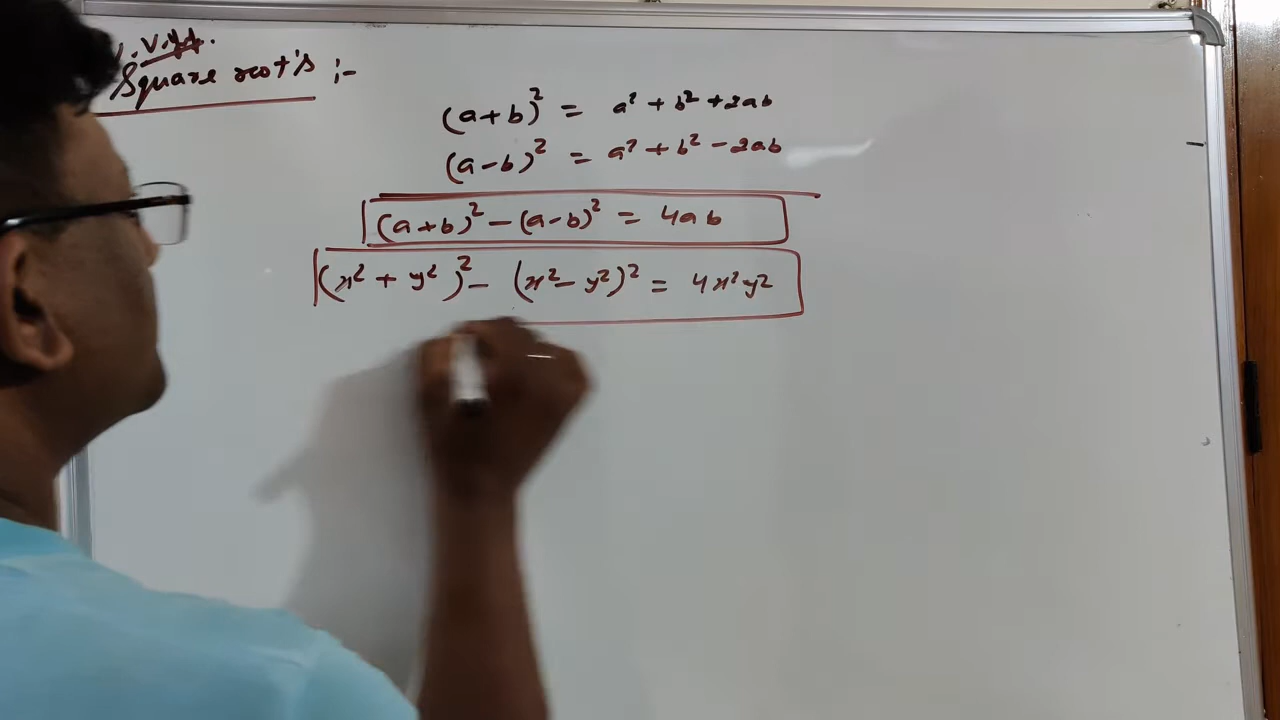 V.V.I.
Square root's :-
(a+b)² = a² + b² + 2ab
(a-b)² = a² + b² - 2ab
(a+b)² - (a-b)² = 4ab
(x² + y²)² - (x² - y²)² = 4x²y²